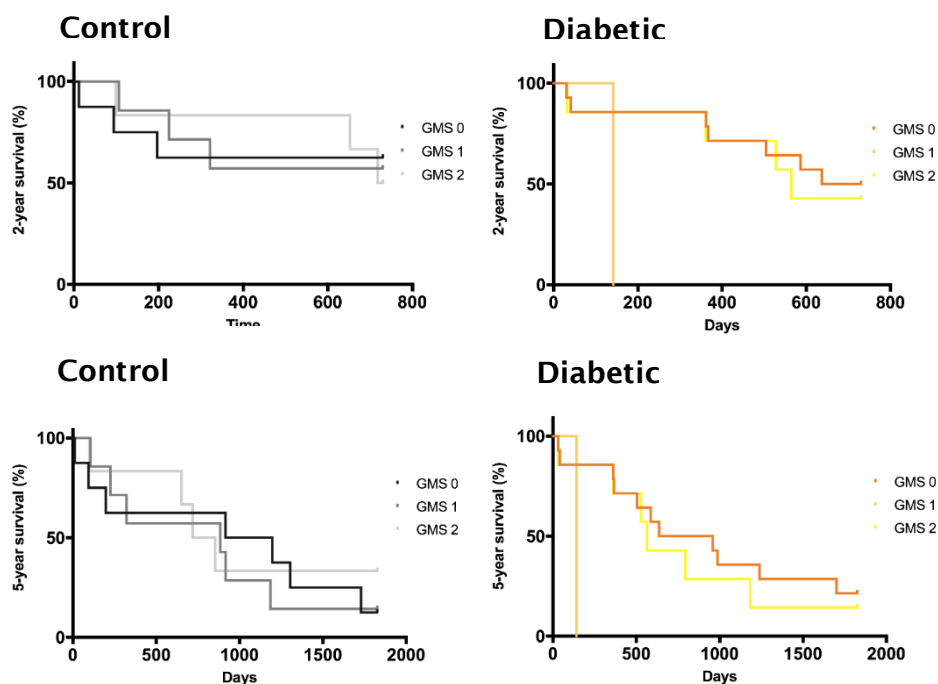 Control
Diabetic
2-year survival (%)
100
50
0
0 200 400 600 800
Time
GMS 0
GMS 1
GMS 2
2-year survival (%)
100
50
0
0 200 400 600 800
Days
GMS 0
GMS 1
GMS 2
Control
Diabetic
5-year survival (%)
100
50
0
0 500 1000 1500 2000
Days
GMS 0
GMS 1
GMS 2
5-year survival (%)
100
50
0
0 500 1000 1500 2000
Days
GMS 0
GMS 1
GMS 2